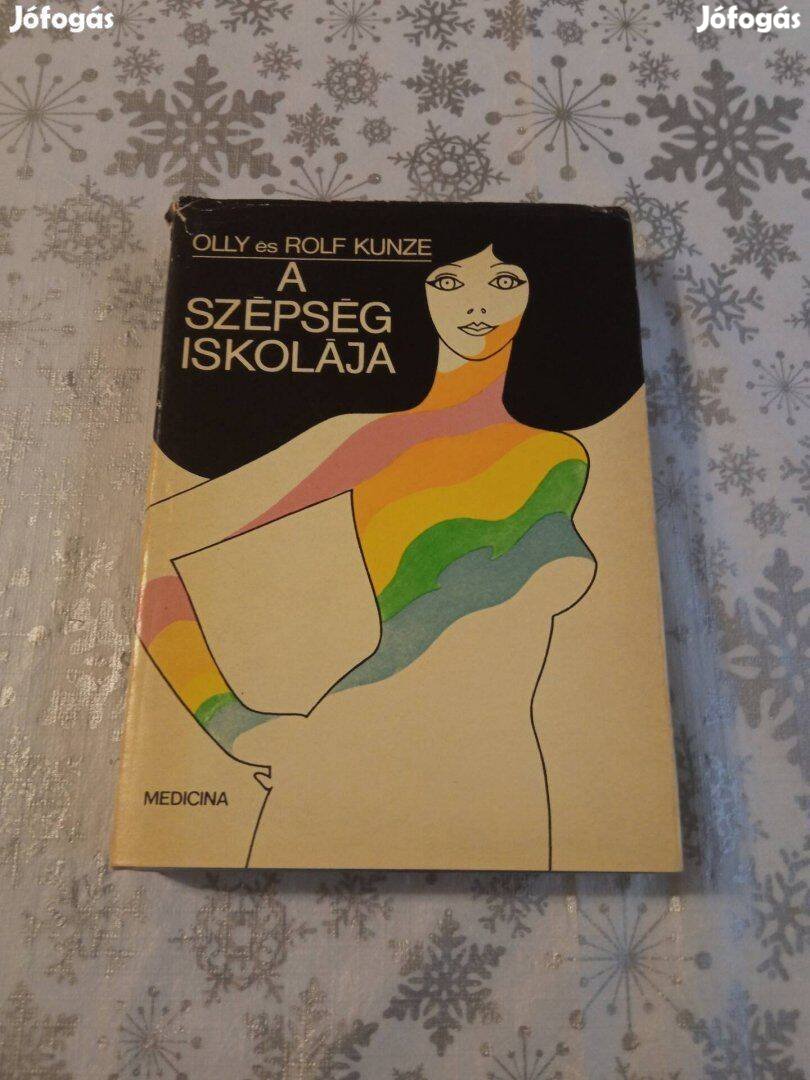 Jófogás
Jófogás
OLLY és ROLF KUNZE
A
SZÉPSÉG
ISKOLÁJA
MEDICINA